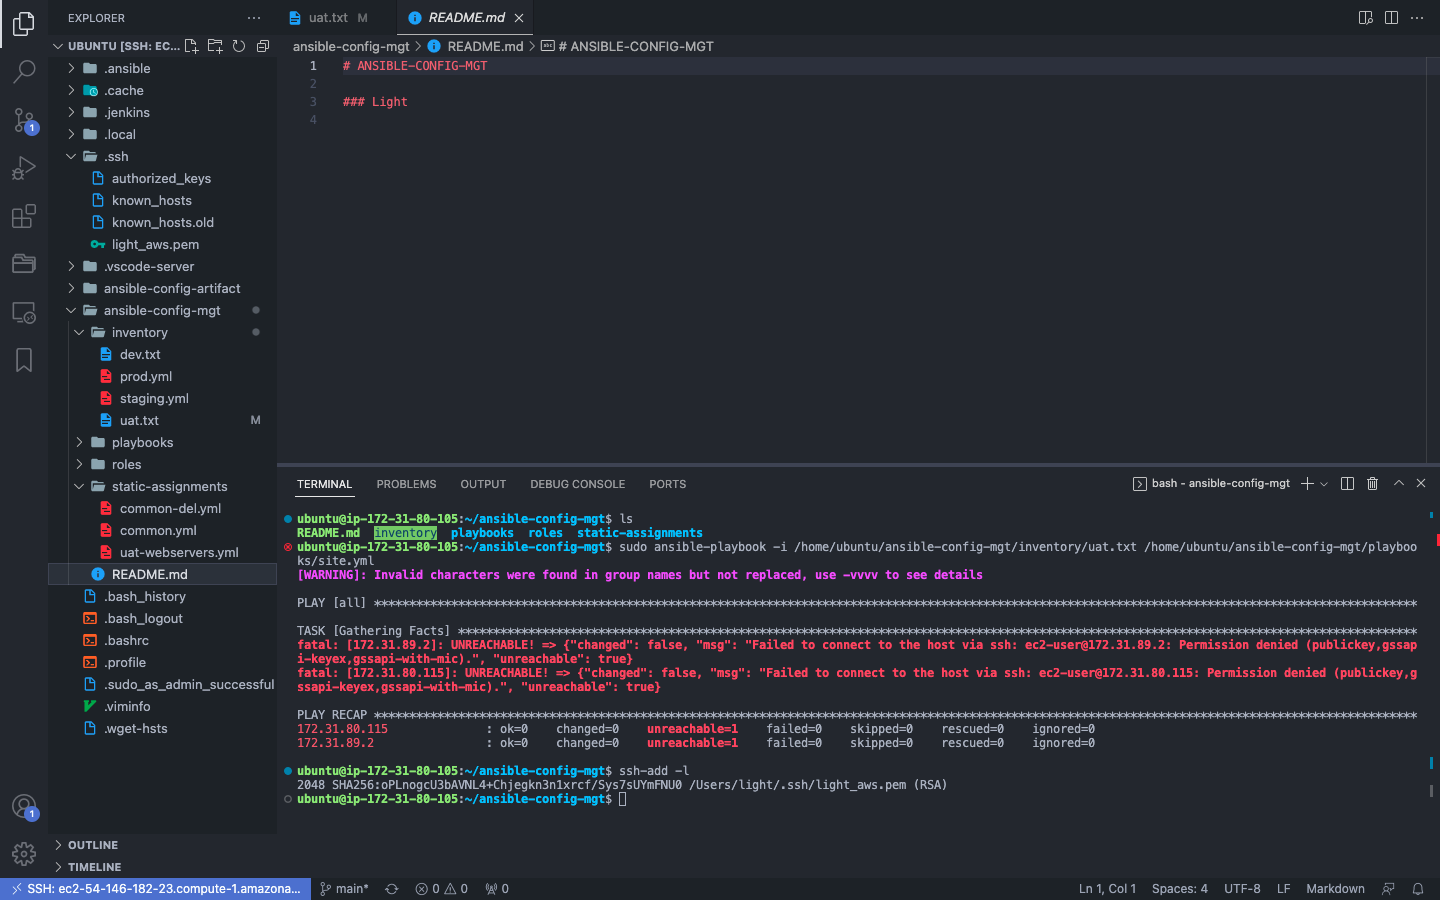 EXPLORER
UBUNTU [SSH: EC...
.ansible
.cache
.jenkins
.local
.ssh
authorized_keys
known_hosts
known_hosts.old
light_aws.pem
.vscode-server
ansible-config-artifact
ansible-config-mgt
inventory
dev.txt
prod.yml
staging.yml
uat.txt M
playbooks
roles
static-assignments
common-del.yml
common.yml
uat-webservers.yml
README.md
.bash_history
.bash_logout
.bashrc
.profile
.sudo_as_admin_successful
.viminfo
.wget-hsts
OUTLINE
TIMELINE
1
1
uat.txt M README.md
ansible-config-mgt > README.md > # ANSIBLE-CONFIG-MGT
1 # ANSIBLE-CONFIG-MGT
2
3 ### Light
4
TERMINAL PROBLEMS OUTPUT DEBUG CONSOLE PORTS bash - ansible-config-mgt
ubuntu@ip-172-31-80-105:~/ansible-config-mgt$ ls
README.md inventory playbooks roles static-assignments
ubuntu@ip-172-31-80-105:~/ansible-config-mgt$ sudo ansible-playbook -i /home/ubuntu/ansible-config-mgt/inventory/uat.txt /home/ubuntu/ansible-config-mgt/playboo
ks/site.yml
[WARNING]: Invalid characters were found in group names but not replaced, use -vvvv to see details
PLAY [all] *****************************************************************************************************************************************************
TASK [Gathering Facts] *****************************************************************************************************************************************
fatal: [172.31.89.2]: UNREACHABLE! => {"changed": false, "msg": "Failed to connect to the host via ssh: ec2-user@172.31.89.2: Permission denied (publickey,gssap
i-keyex,gssapi-with-mic).", "unreachable": true}
fatal: [172.31.80.115]: UNREACHABLE! => {"changed": false, "msg": "Failed to connect to the host via ssh: ec2-user@172.31.80.115: Permission denied (publickey,g
ssapi-keyex,gssapi-with-mic).", "unreachable": true}
PLAY RECAP *****************************************************************************************************************************************************
172.31.80.115 : ok=0 changed=0 unreachable=1 failed=0 skipped=0 rescued=0 ignored=0
172.31.89.2 : ok=0 changed=0 unreachable=1 failed=0 skipped=0 rescued=0 ignored=0
ubuntu@ip-172-31-80-105:~/ansible-config-mgt$ ssh-add -l
2048 SHA256:oPLnogcU3bAVNL4+Chjegkn3n1xrcf/Sys7sUYmFNU0 /Users/light/.ssh/light_aws.pem (RSA)
ubuntu@ip-172-31-80-105:~/ansible-config-mgt$
SSH: ec2-54-146-182-23.compute-1.amazona... main* 0 0 0 Ln 1, Col 1 Spaces: 4 UTF-8 LF Markdown